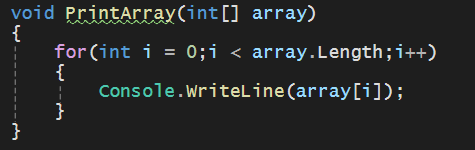 void PrintArray(int[] array)
{
    for(int i = 0;i < array.Length;i++)
    {
        Console.WriteLine(array[i]);
    }
}